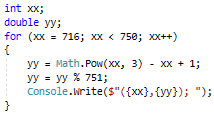 int xx;
double yy;
for (xx = 716; xx < 750; xx++)
{
    yy = Math.Pow(xx, 3) - xx + 1;
    yy = yy % 751;
    Console.Write($"({xx},{yy}); ");
}